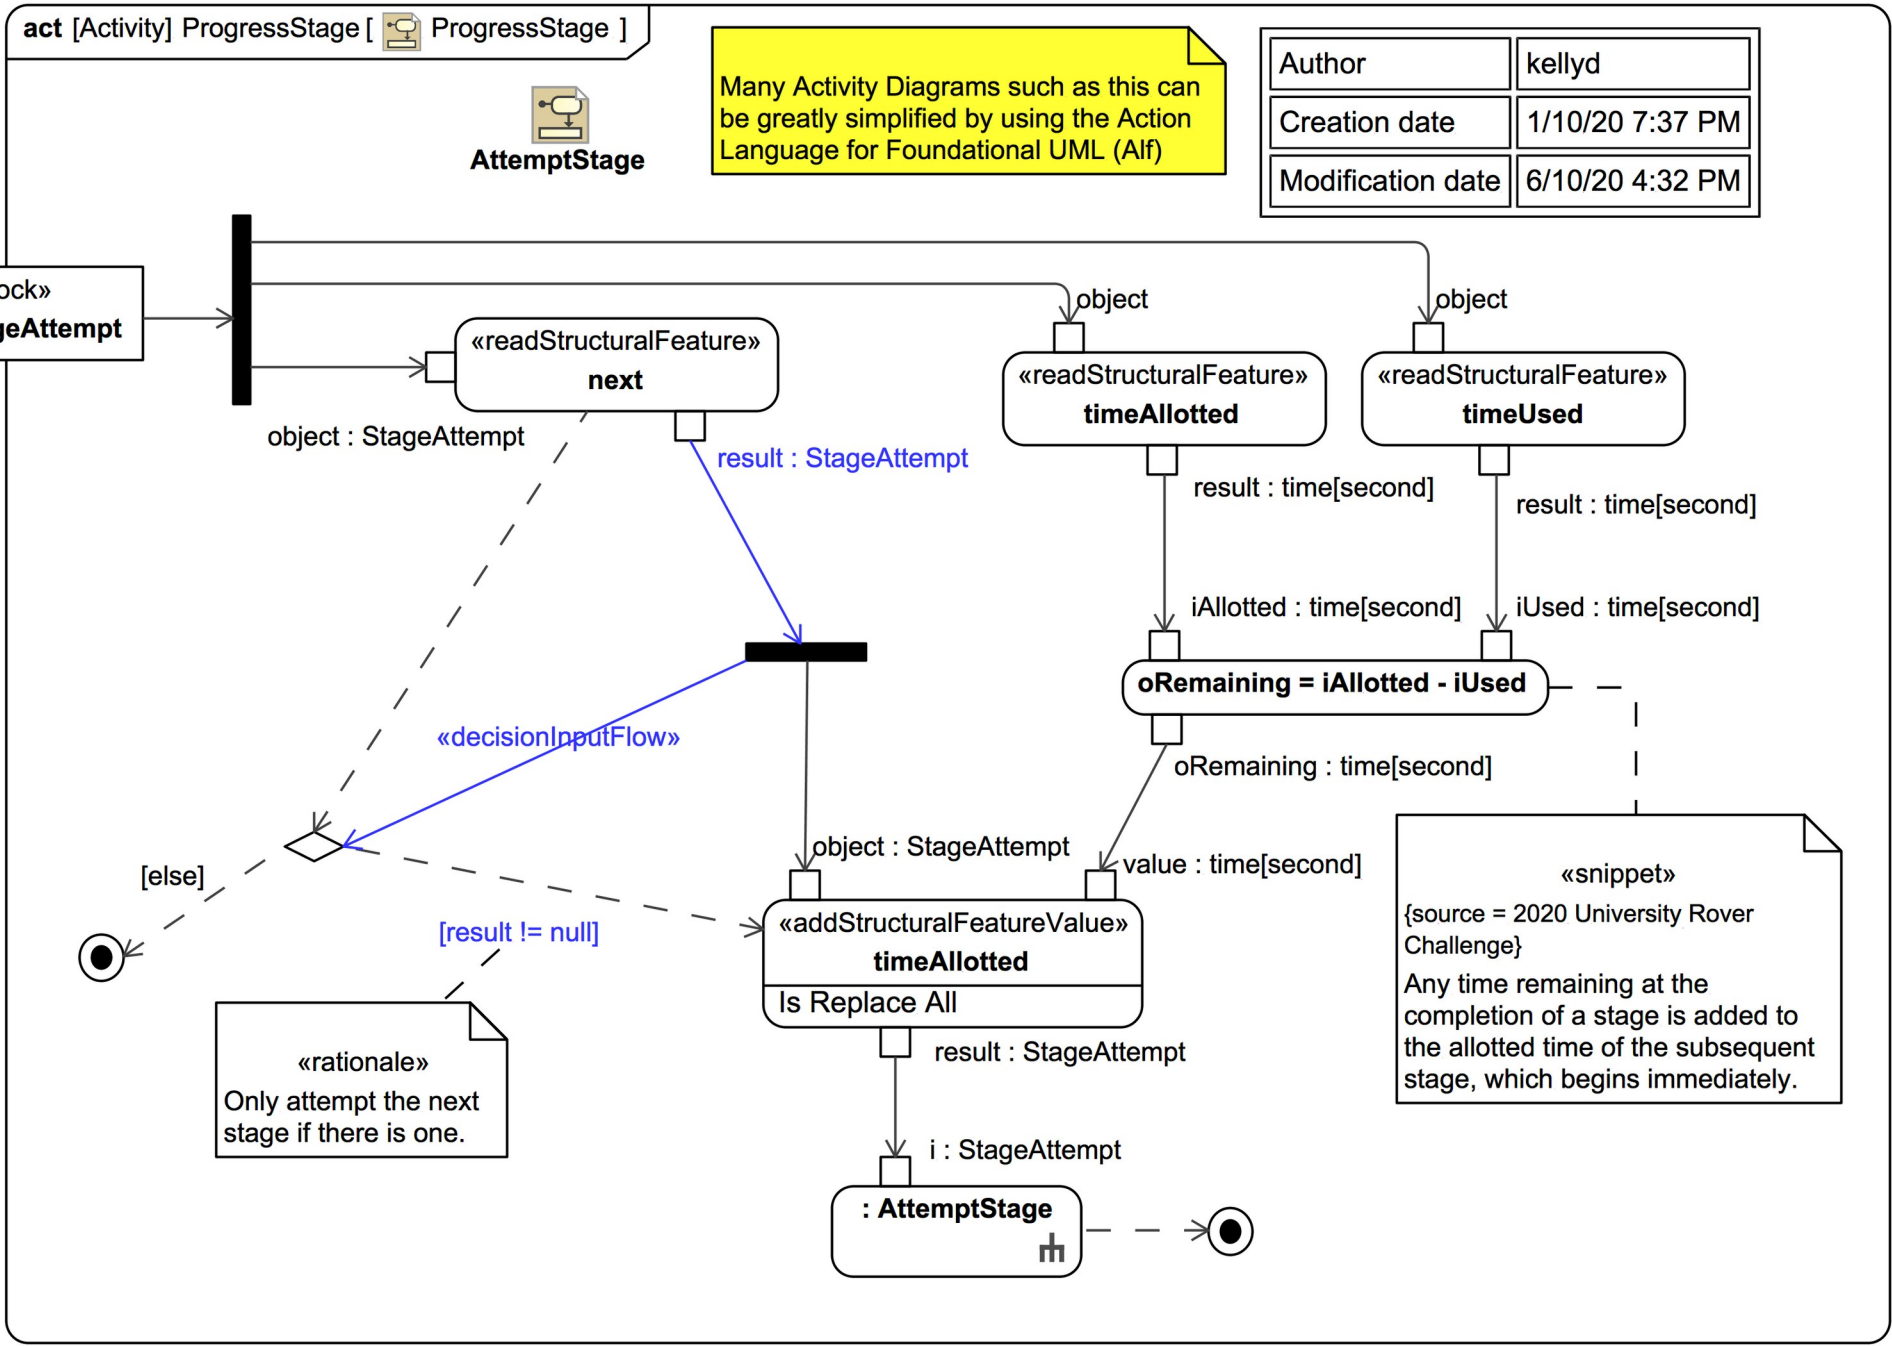 act [Activity] ProgressStage [ ProgressStage ]
AttemptStage
Many Activity Diagrams such as this can
be greatly simplified by using the Action
Language for Foundational UML (Alf)
Author kellyd
Creation date 1/10/20 7:37 PM
Modification date 6/10/20 4:32 PM
ock»
geAttempt
«readStructuralFeature»
next
object : StageAttempt
result : StageAttempt
object
«readStructuralFeature»
timeAllotted
result : time[second]
object
«readStructuralFeature»
timeUsed
result : time[second]
iAllotted : time[second]
iUsed : time[second]
oRemaining = iAllotted - iUsed
oRemaining : time[second]
«decisionInputFlow»
object : StageAttempt
value : time[second]
[else]
[result != null]
«addStructuralFeatureValue»
timeAllotted
Is Replace All
result : StageAttempt
«snippet»
{source = 2020 University Rover
Challenge}
Any time remaining at the
completion of a stage is added to
the allotted time of the subsequent
stage, which begins immediately.
«rationale»
Only attempt the next
stage if there is one.
i : StageAttempt
: AttemptStage